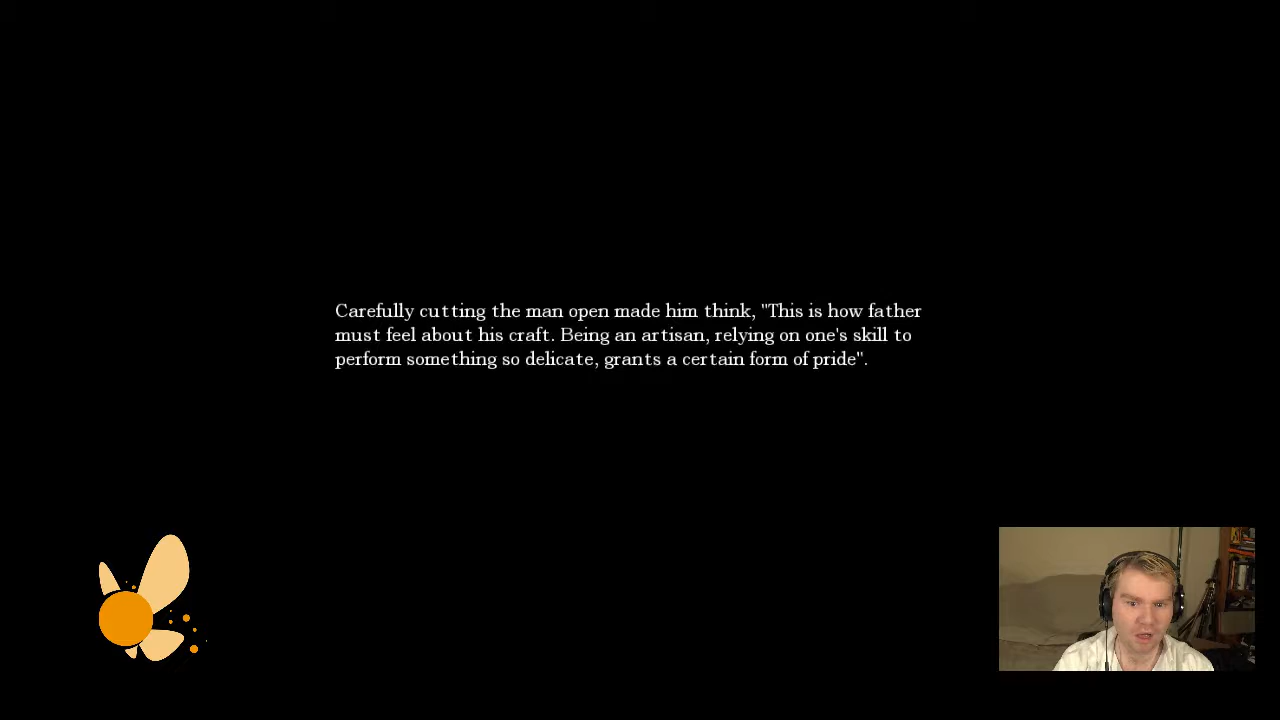 Carefully cutting the man open made him think, "This is how father
must feel about his craft. Being an artisan, relying on one's skill to
perform something so delicate, grants a certain form of pride".